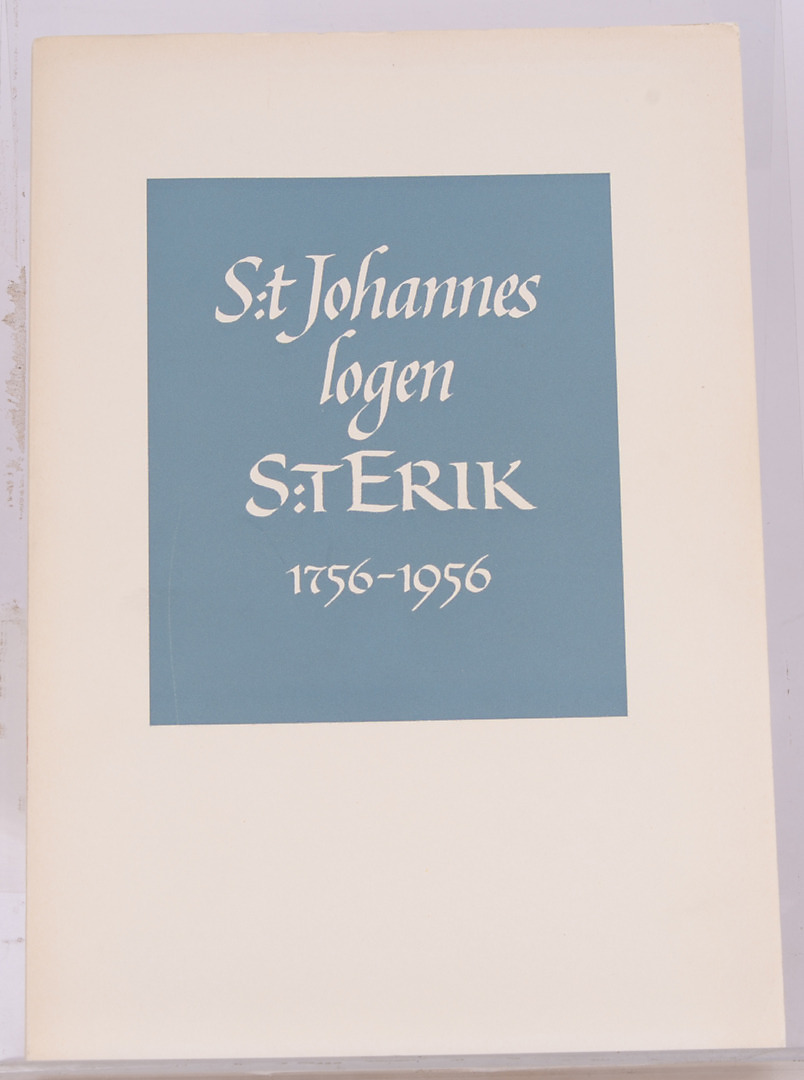 S:t Johannes
logen
S:T ERIK
1756-1956